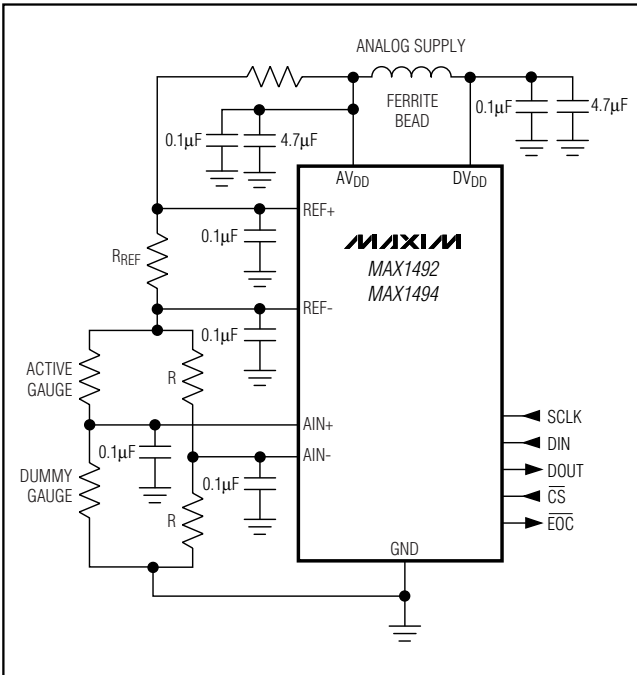 ANALOG SUPPLY
FERRITE
BEAD
0.1µF
4.7µF
0.1µF
4.7µF
AVDD
DVDD
REF+
0.1µF
RREF
MAXIM
MAX1492
MAX1494
REF-
0.1µF
ACTIVE
GAUGE
R
AIN+
SCLK
0.1µF
AIN-
DIN
DUMMY
GAUGE
0.1µF
DOUT
R
CS
EOC
GND